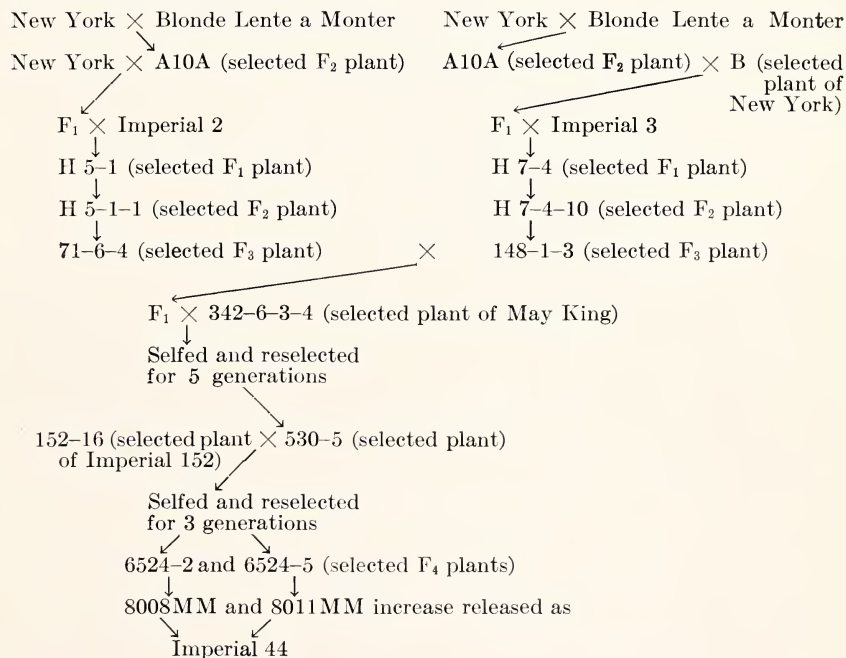 New York × Blonde Lente a Monter New York × Blonde Lente a Monter
New York × A10A (selected F₂ plant) A10A (selected F₂ plant) × B (selected
plant of
New York)
F₁ × Imperial 2 F₁ × Imperial 3
H 5–1 (selected F₁ plant) H 7–4 (selected F₁ plant)
H 5–1–1 (selected F₂ plant) H 7–4–10 (selected F₂ plant)
71–6–4 (selected F₃ plant) × 148–1–3 (selected F₃ plant)
F₁ × 342–6–3–4 (selected plant of May King)
Selfed and reselected
for 5 generations
152–16 (selected plant × 530–5 (selected plant)
of Imperial 152)
Selfed and reselected
for 3 generations
6524–2 and 6524–5 (selected F₄ plants)
8008MM and 8011MM increase released as
Imperial 44